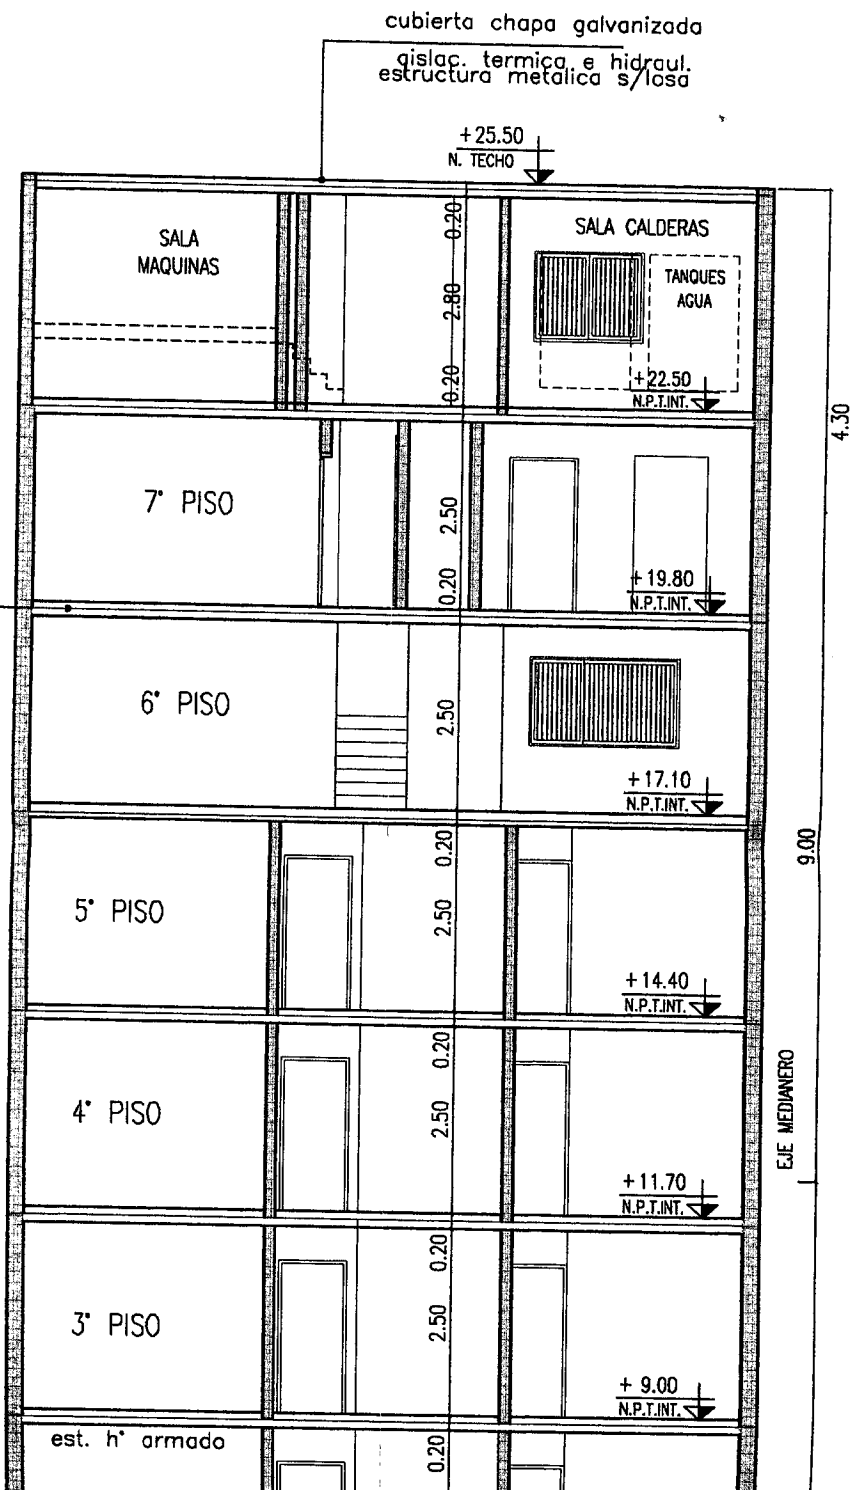 cubierta chapa galvanizada
aislac. termica e hidraul.
estructura metalica s/losa
+25.50
N. TECHO
0.20
SALA
MAQUINAS
SALA CALDERAS
TANQUES
AGUA
2.80
+22.50
N.P.T.INT.
0.20
4.30
7° PISO
2.50
+19.80
N.P.T.INT.
0.20
6° PISO
2.50
+17.10
N.P.T.INT.
0.20
9.00
5° PISO
2.50
+14.40
N.P.T.INT.
0.20
4° PISO
2.50
EJE MEDIANERO
+11.70
N.P.T.INT.
0.20
3° PISO
2.50
+ 9.00
N.P.T.INT.
est. h° armado
0.20